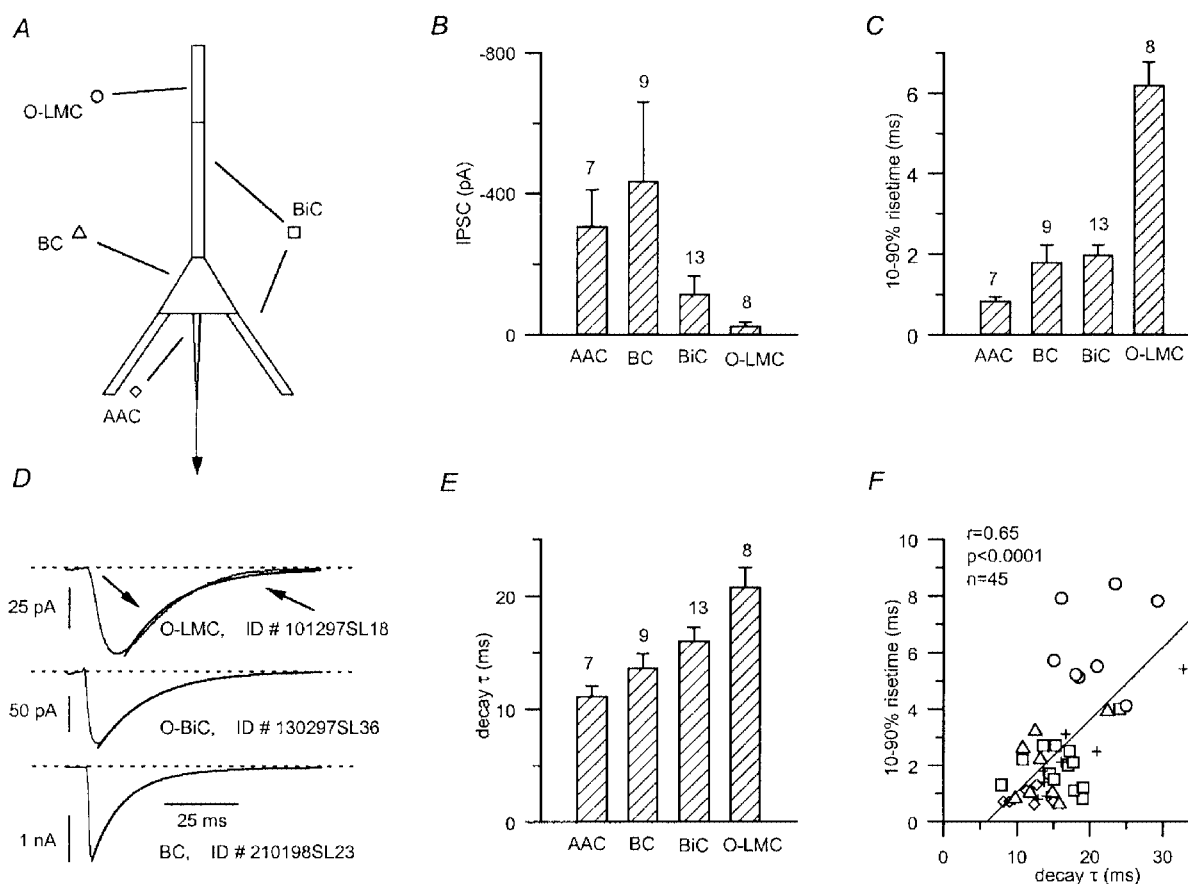 A
O-LMC
BiC
BC
AAC
B
-800
-400
0
IPSC (pA)
7
9
13
8
AAC
BC
BiC
O-LMC
C
6
4
2
0
10-90% risetime (ms)
7
9
13
8
AAC
BC
BiC
O-LMC
D
25 pA
O-LMC, ID # 101297SL18
50 pA
O-BiC, ID # 130297SL36
1 nA
25 ms
BC, ID # 210198SL23
E
20
10
0
decay τ (ms)
7
9
13
8
AAC
BC
BiC
O-LMC
F
r=0.65
p<0.0001
n=45
10
8
6
4
2
0
10-90% risetime (ms)
0
10
20
30
decay τ (ms)